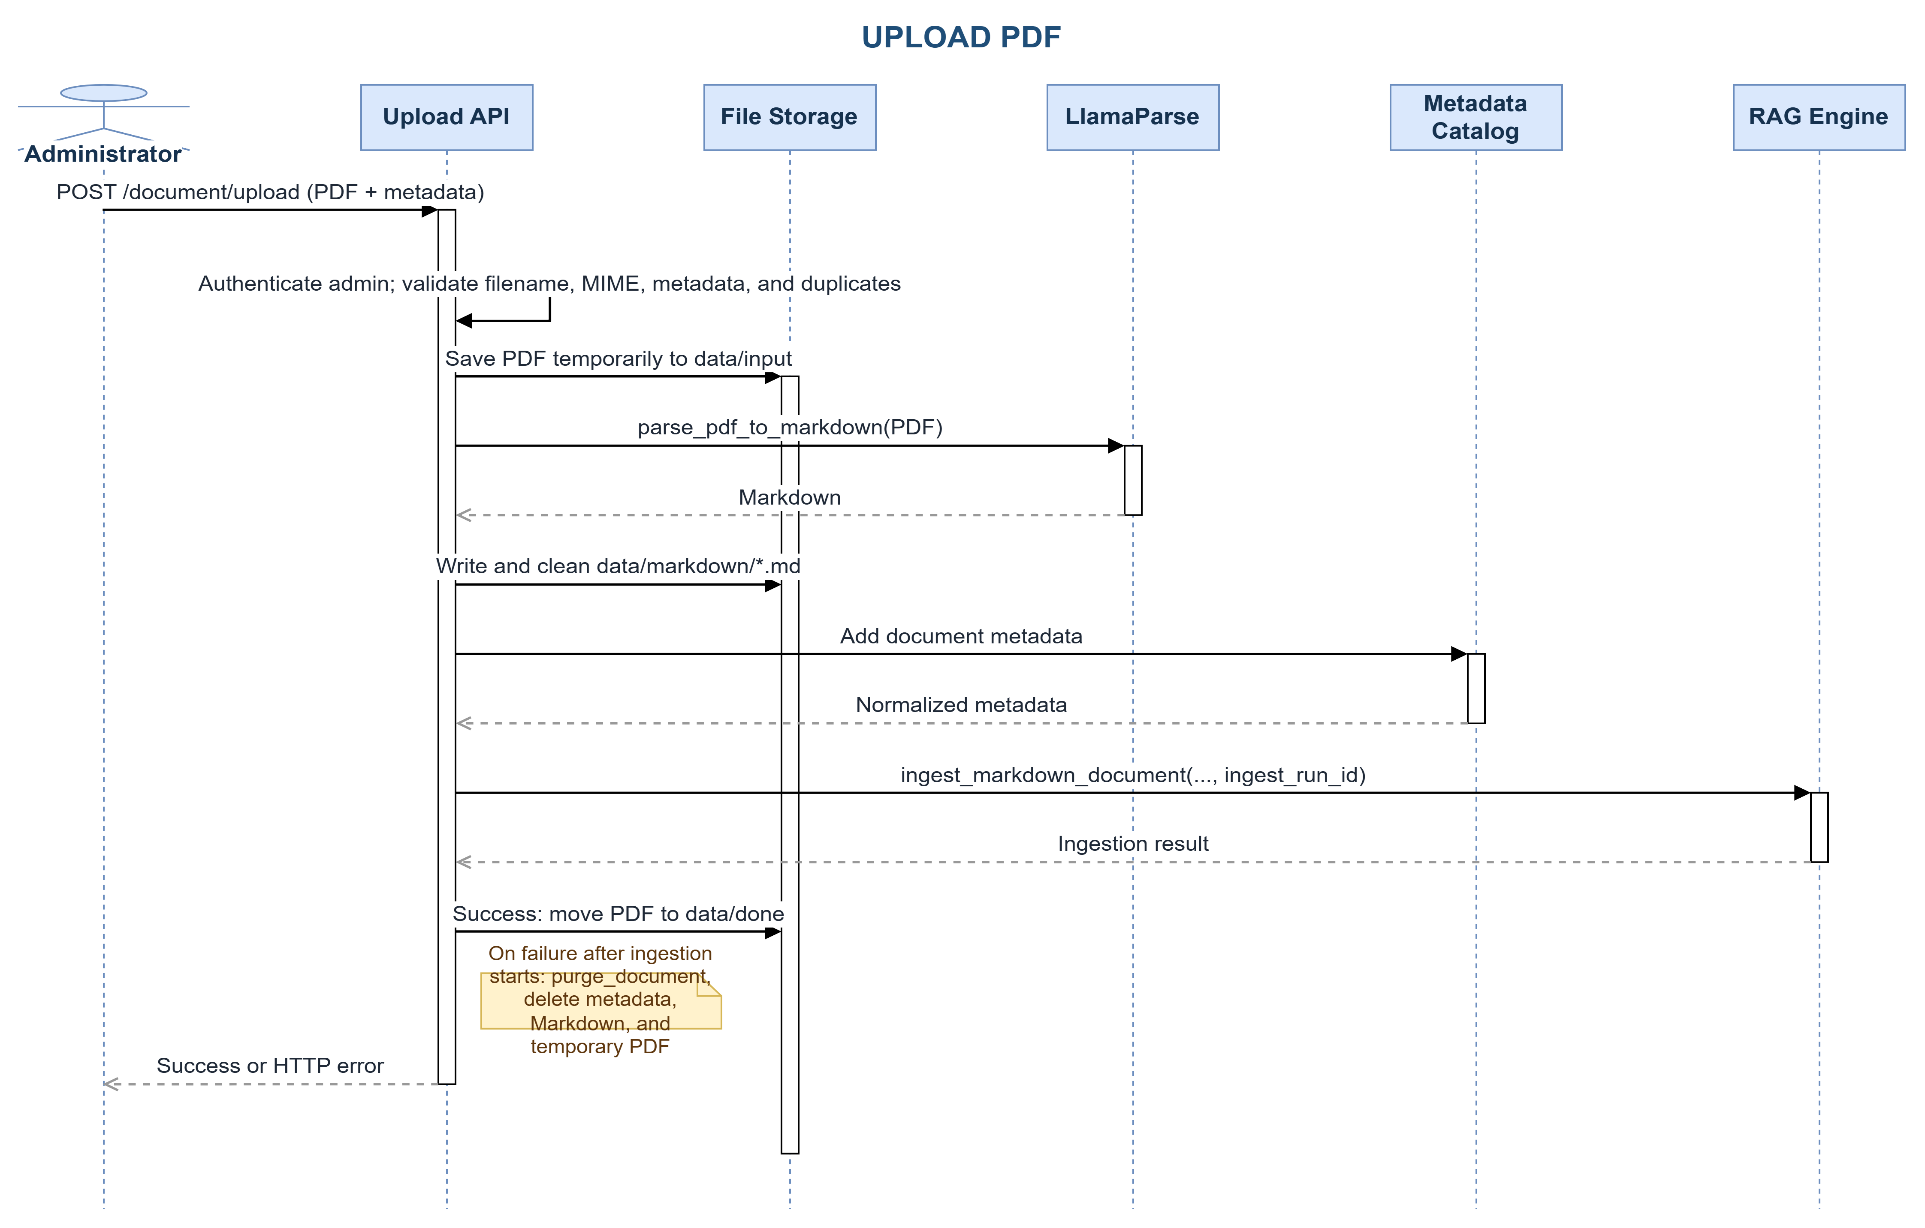 UPLOAD PDF
Administrator
Upload API
File Storage
LlamaParse
Metadata
Catalog
RAG Engine
POST /document/upload (PDF + metadata)
Authenticate admin; validate filename, MIME, metadata, and duplicates
Save PDF temporarily to data/input
parse_pdf_to_markdown(PDF)
Markdown
Write and clean data/markdown/*.md
Add document metadata
Normalized metadata
ingest_markdown_document(..., ingest_run_id)
Ingestion result
Success: move PDF to data/done
On failure after ingestion
starts: purge_document,
delete metadata,
Markdown, and
temporary PDF
Success or HTTP error